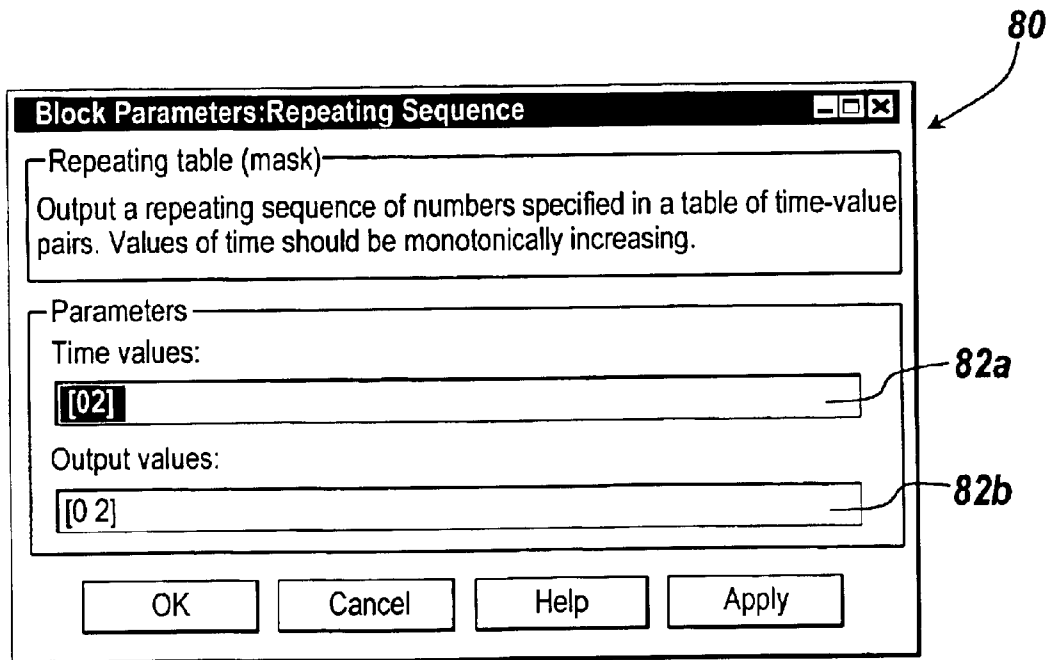 80
Block Parameters:Repeating Sequence
Repeating table (mask)
Output a repeating sequence of numbers specified in a table of time-value
pairs. Values of time should be monotonically increasing.
Parameters
Time values:
[02]
82a
Output values:
[0 2]
82b
OK Cancel Help Apply